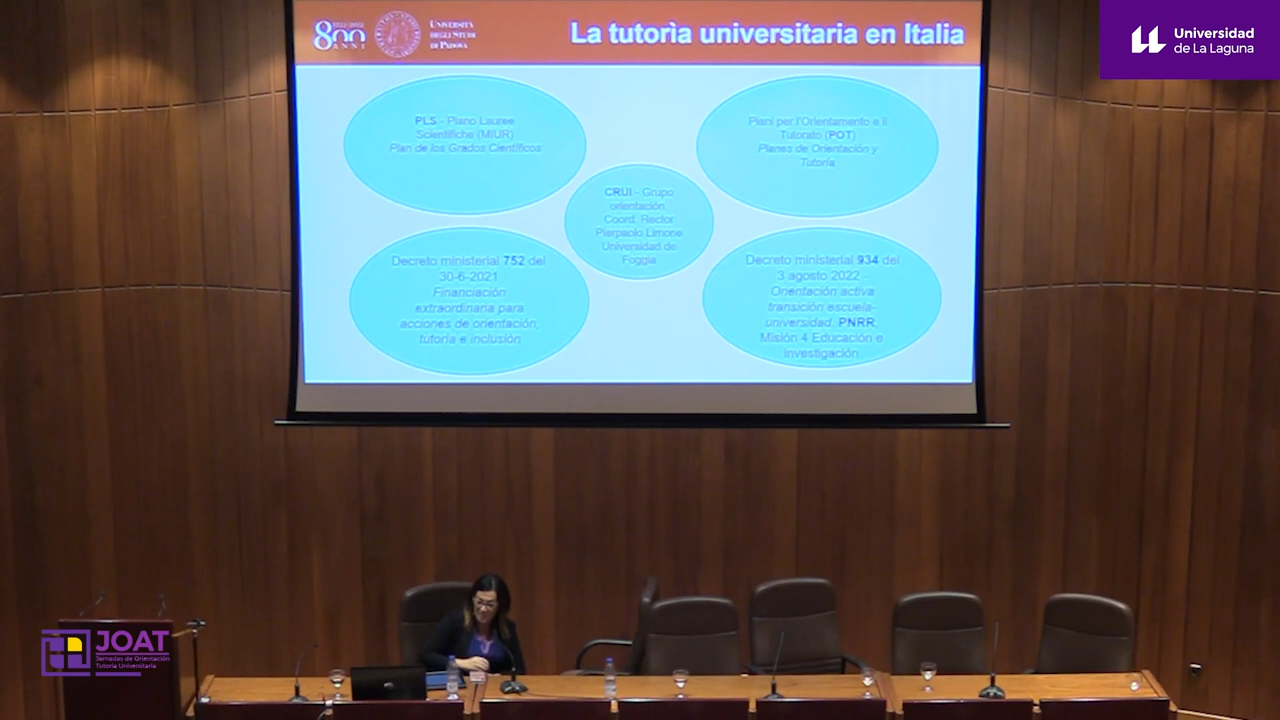 800
1222-2022
ANNI
UNIVERSITÀ
DEGLI STUDI
DI PADOVA
La tutorìa universitaria en Italia
Universidad
de La Laguna
PLS - Piano Lauree
Scientifiche (MIUR)
Plan de los Grados Científicos
Piani per l'Orientamento e il
Tutorato (POT)
Planes de Orientación y
Tutoría
CRUI - Grupo
orientación.
Coord. Rector
Pierpaolo Limone
Universidad de
Foggia
Decreto ministerial 752 del
30-6-2021
Financiación
extraordinaria para
acciones de orientación,
tutoría e inclusión
Decreto ministerial 934 del
3 agosto 2022 –
Orientación activa
transición escuela-
universidad. PNRR,
Misión 4 Educación e
investigación
JOAT
Jornadas de Orientación
Tutoría Universitaria